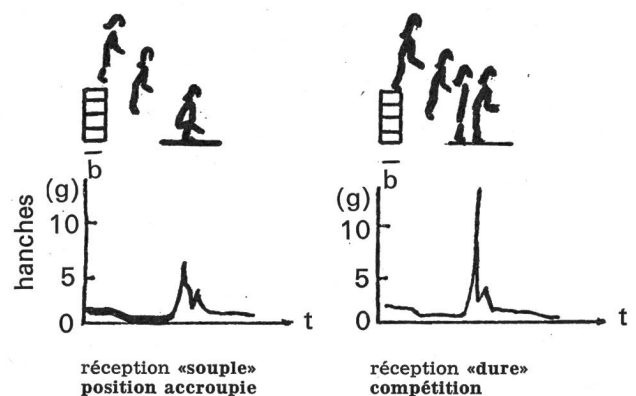 b
(g)
10
5
0
t
hanches
réception «souple»
position accroupie
b
(g)
10
5
0
t
réception «dure»
compétition